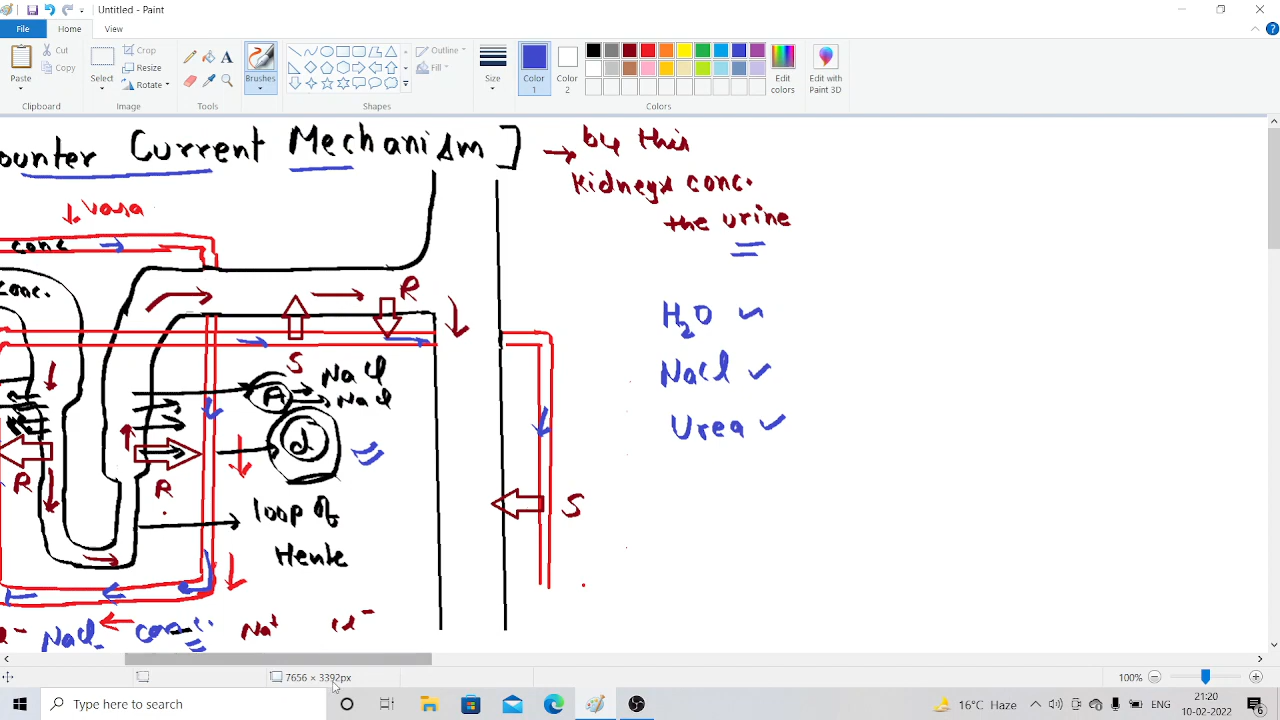 Untitled - Paint
File Home View
Paste
Cut
Copy
Clipboard
Select
Crop
Resize
Rotate
Image
Tools
Brushes
Shapes
Outline
Fill
Size
Color 1
Color 2
Colors
Edit colors
Edit with Paint 3D
ounter Current Mechanism ]
→ by this
kidneys conc.
the urine
vasa
conc
conc.
R
S
H2O ✓
NaCl ✓
Urea ✓
A → NaCl
→ NaCl
d
R
R
S
loop of
Henle
NaCl
conc.
Na+
Cl-
7656 × 3392px
100%
Type here to search
16°C Haze
ENG
21:20
10-02-2022
6